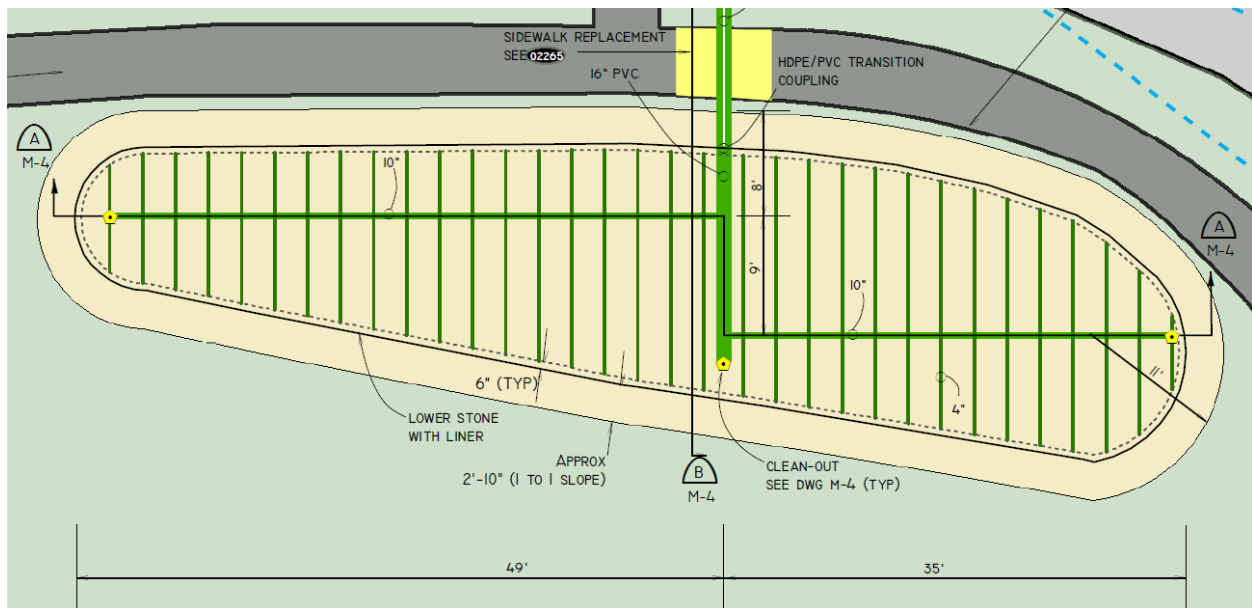 SIDEWALK REPLACEMENT
SEE 02265
16" PVC
HDPE/PVC TRANSITION
COUPLING
A
M-4
10"
8'
A
M-4
9'
10"
11'
6" (TYP)
4"
LOWER STONE
WITH LINER
APPROX
2'-10" (1 TO 1 SLOPE)
B
M-4
CLEAN-OUT
SEE DWG M-4 (TYP)
49'
35'